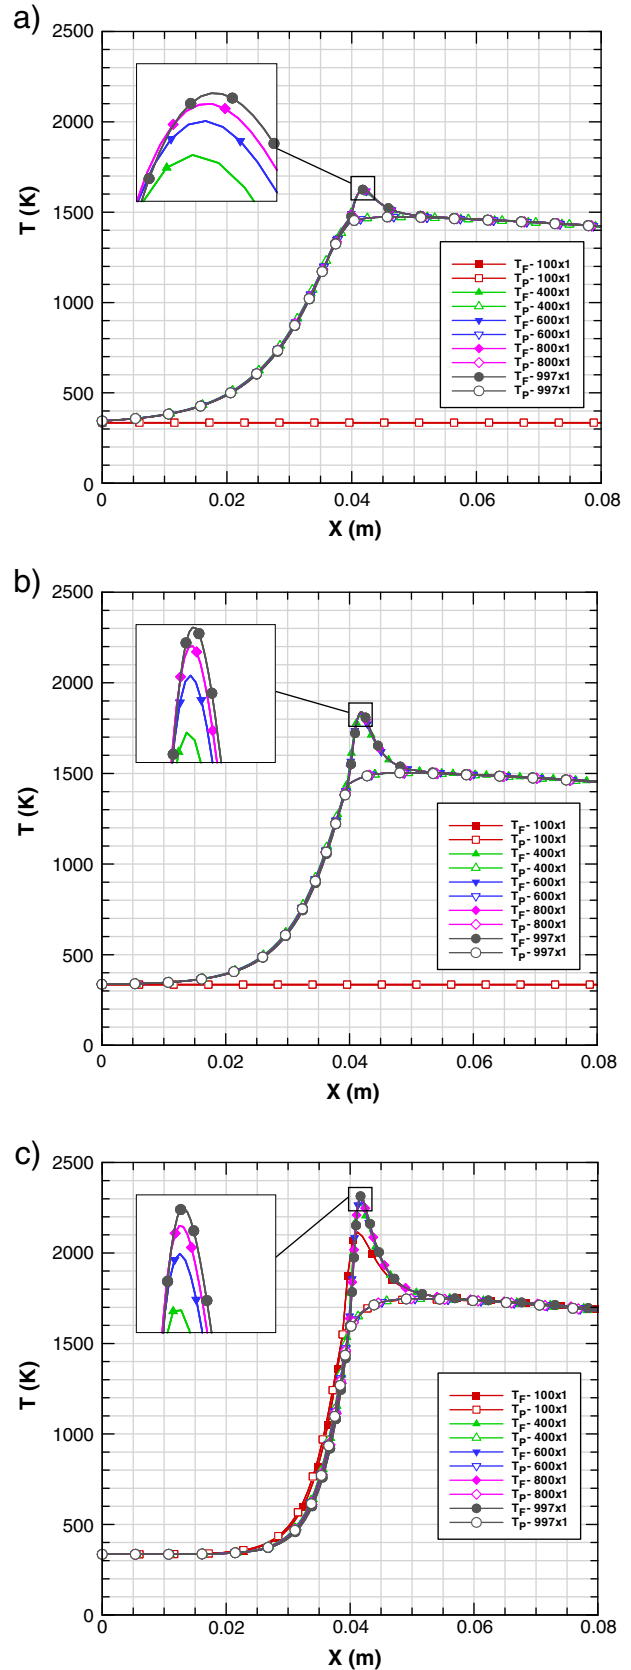 a)
2500
2000
1500
1000
500
0
T (K)
T_F - 100x1
T_P - 100x1
T_F - 400x1
T_P - 400x1
T_F - 600x1
T_P - 600x1
T_F - 800x1
T_P - 800x1
T_F - 997x1
T_P - 997x1
0 0.02 0.04 0.06 0.08
X (m)
b)
2500
2000
1500
1000
500
0
T (K)
T_F - 100x1
T_P - 100x1
T_F - 400x1
T_P - 400x1
T_F - 600x1
T_P - 600x1
T_F - 800x1
T_P - 800x1
T_F - 997x1
T_P - 997x1
0 0.02 0.04 0.06 0.08
X (m)
c)
2500
2000
1500
1000
500
0
T (K)
T_F - 100x1
T_P - 100x1
T_F - 400x1
T_P - 400x1
T_F - 600x1
T_P - 600x1
T_F - 800x1
T_P - 800x1
T_F - 997x1
T_P - 997x1
0 0.02 0.04 0.06 0.08
X (m)